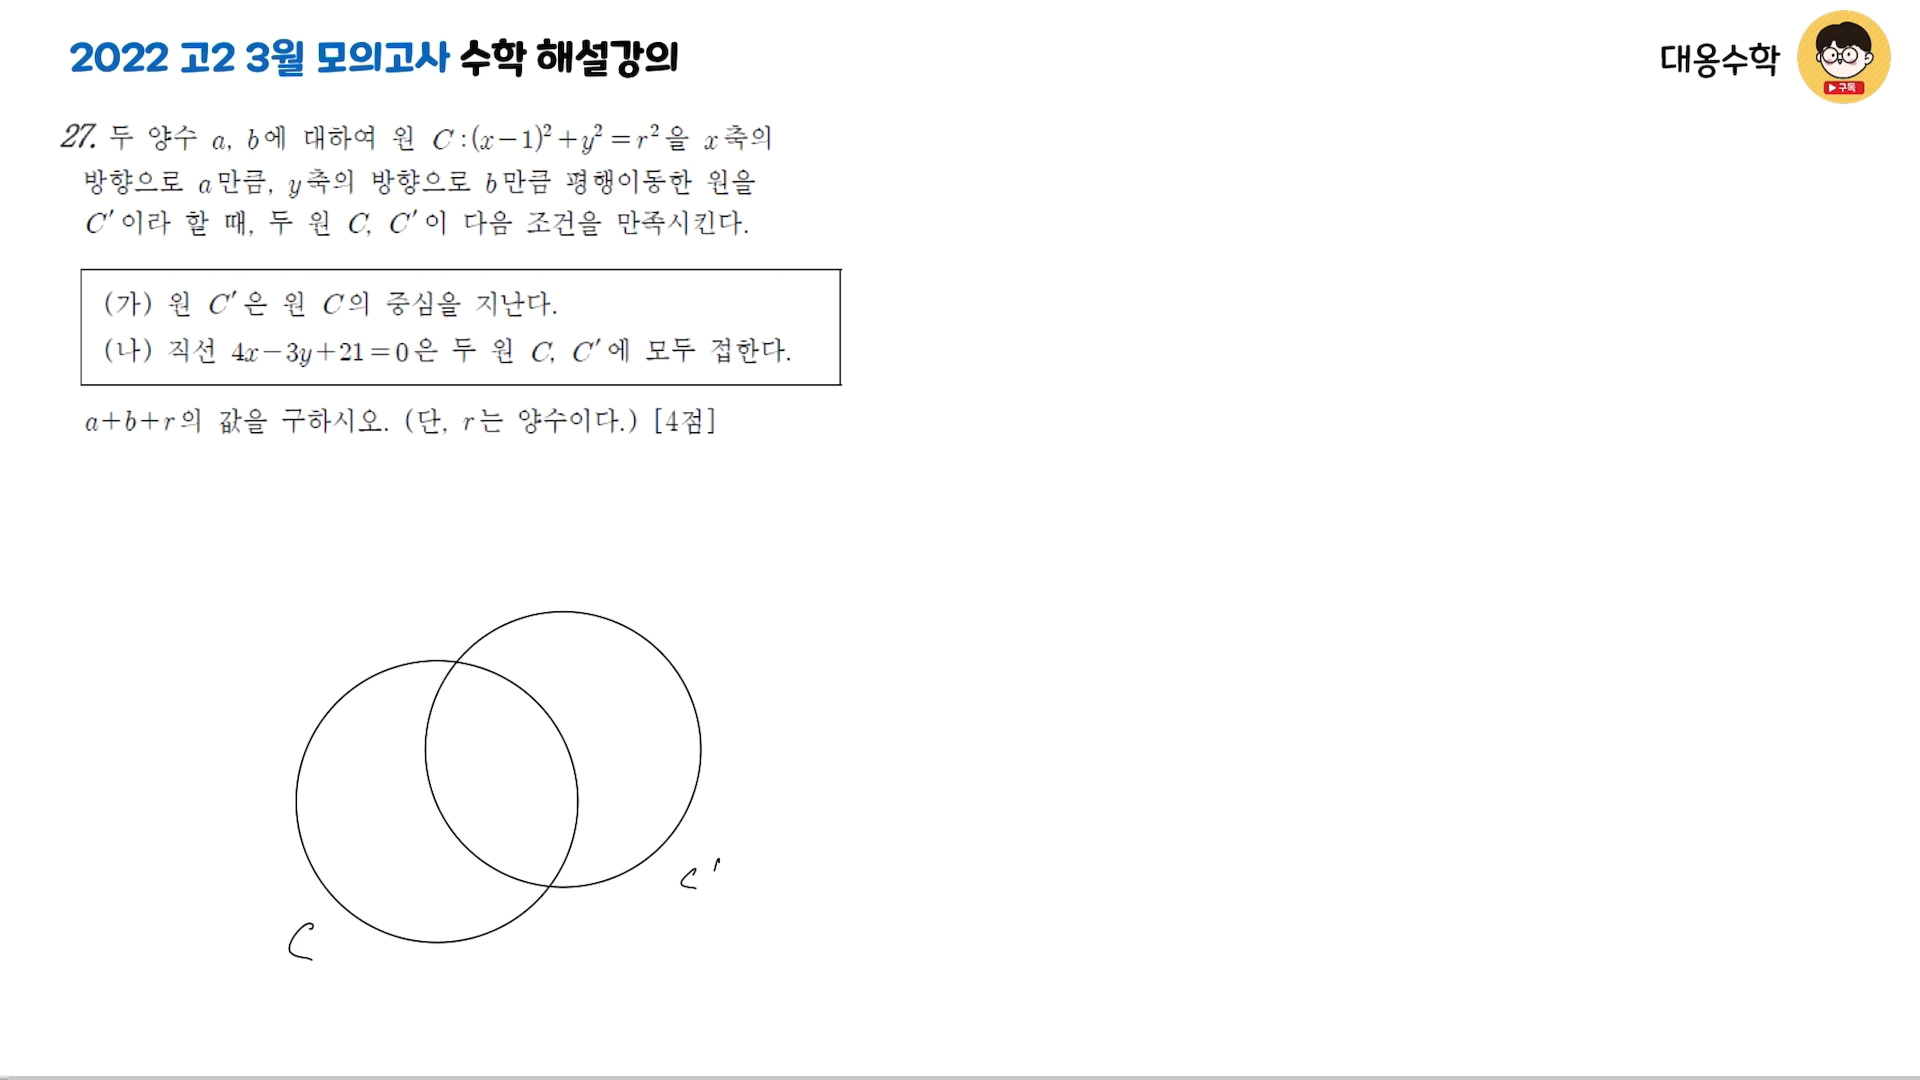 2022 고2 3월 모의고사 수학 해설강의
대옹수학
구독
27. 두 양수 a, b에 대하여 원 C : (x−1)²+y²=r²을 x축의
방향으로 a만큼, y축의 방향으로 b만큼 평행이동한 원을
C′이라 할 때, 두 원 C, C′이 다음 조건을 만족시킨다.
(가) 원 C′은 원 C의 중심을 지난다.
(나) 직선 4x−3y+21=0은 두 원 C, C′에 모두 접한다.
a+b+r의 값을 구하시오. (단, r는 양수이다.) [4점]
C′
C